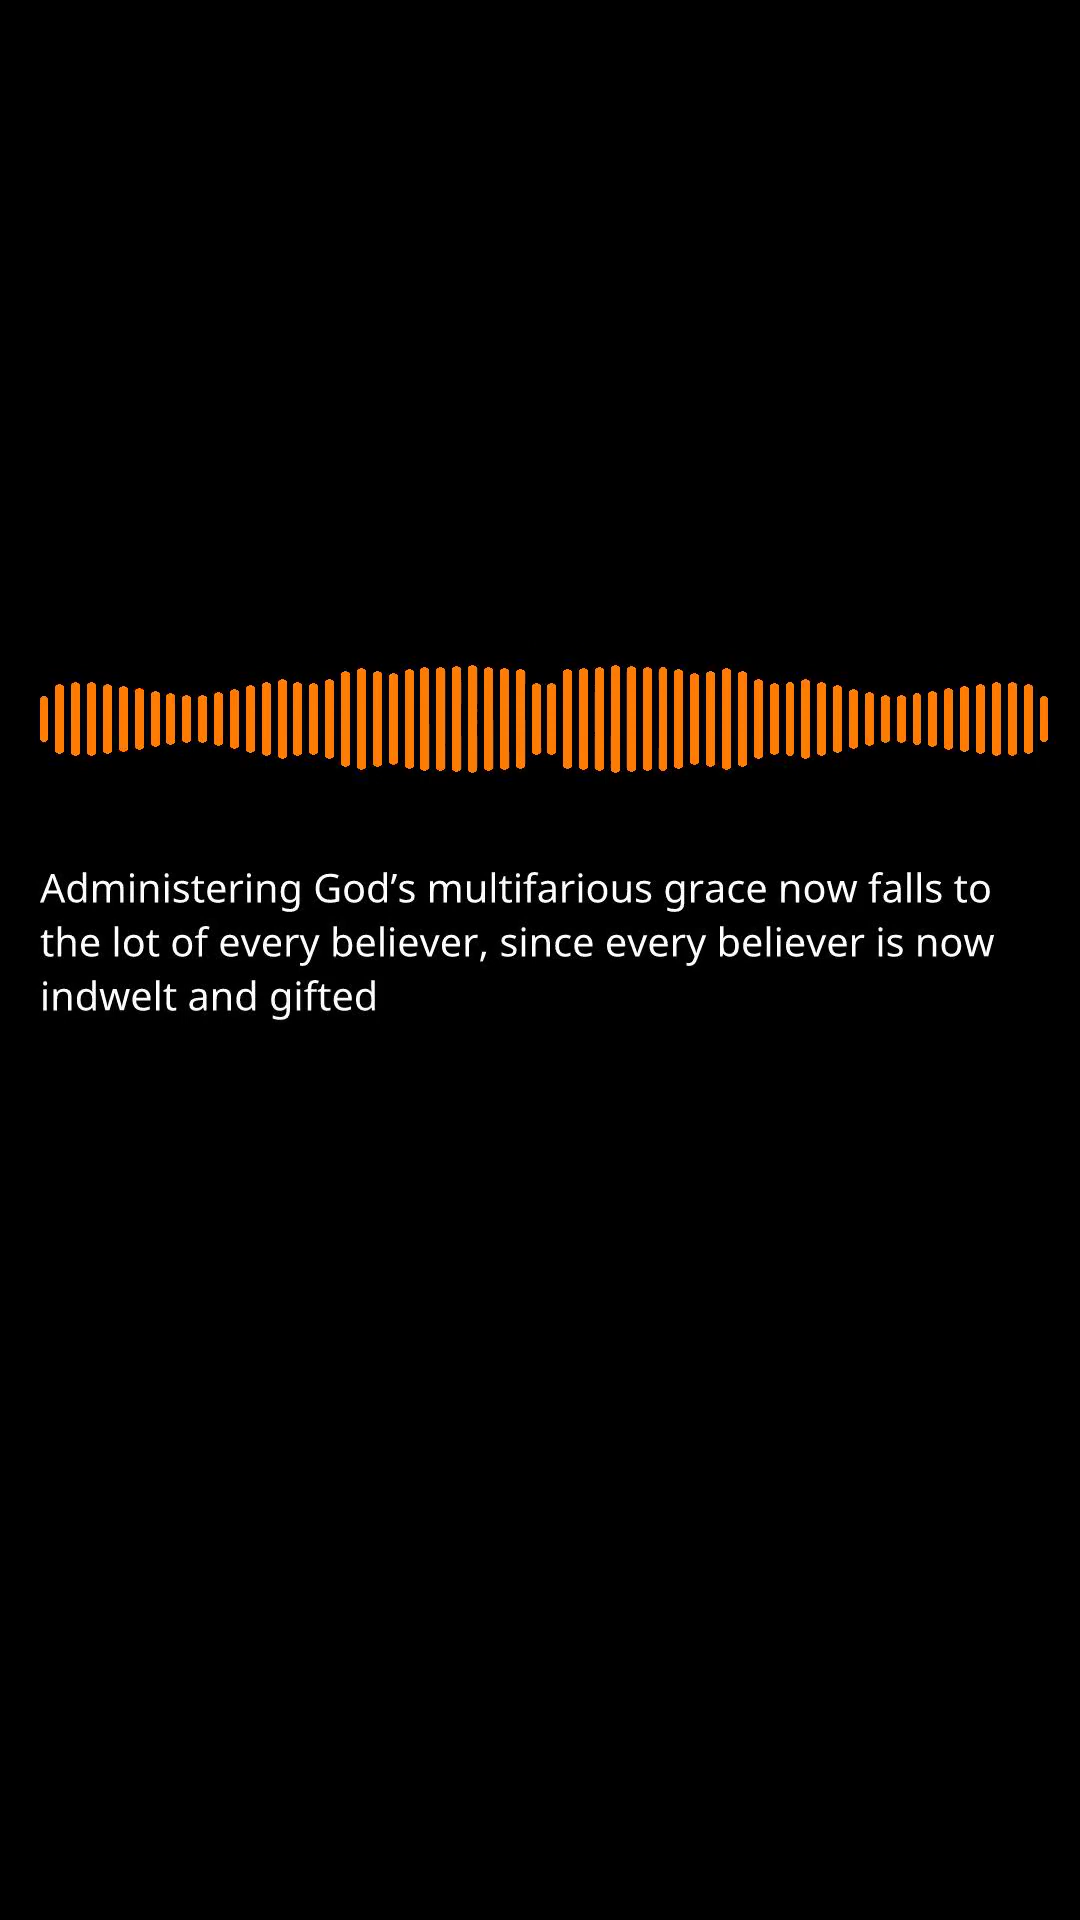 Administering God’s multifarious grace now falls to
the lot of every believer, since every believer is now
indwelt and gifted